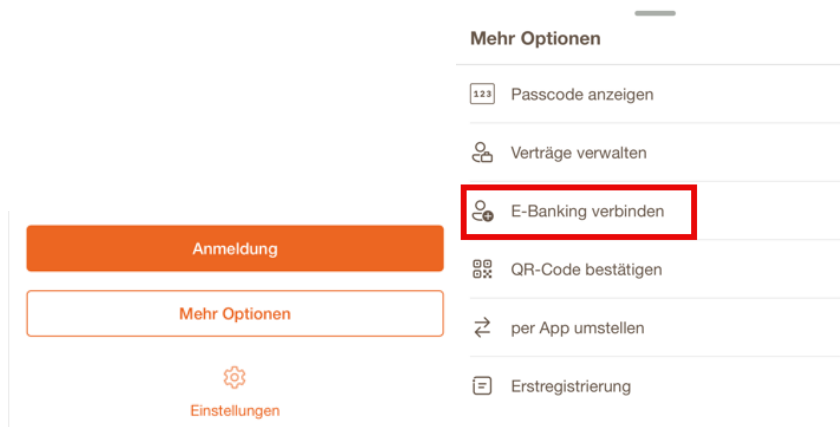 Anmeldung
Mehr Optionen
Einstellungen
Mehr Optionen
123
Passcode anzeigen
Verträge verwalten
E-Banking verbinden
QR-Code bestätigen
per App umstellen
Erstregistrierung